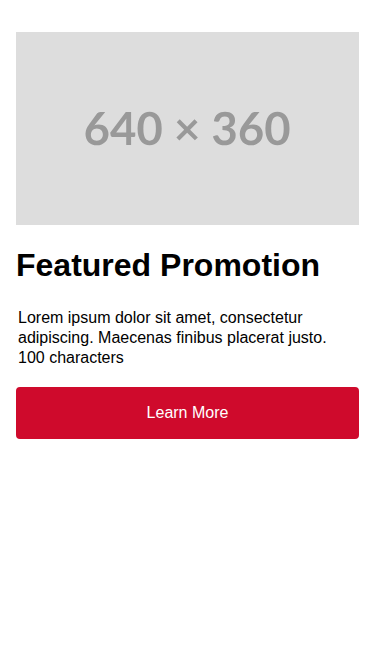 640 × 360
Featured Promotion
Lorem ipsum dolor sit amet, consectetur
adipiscing. Maecenas finibus placerat justo.
100 characters
Learn More